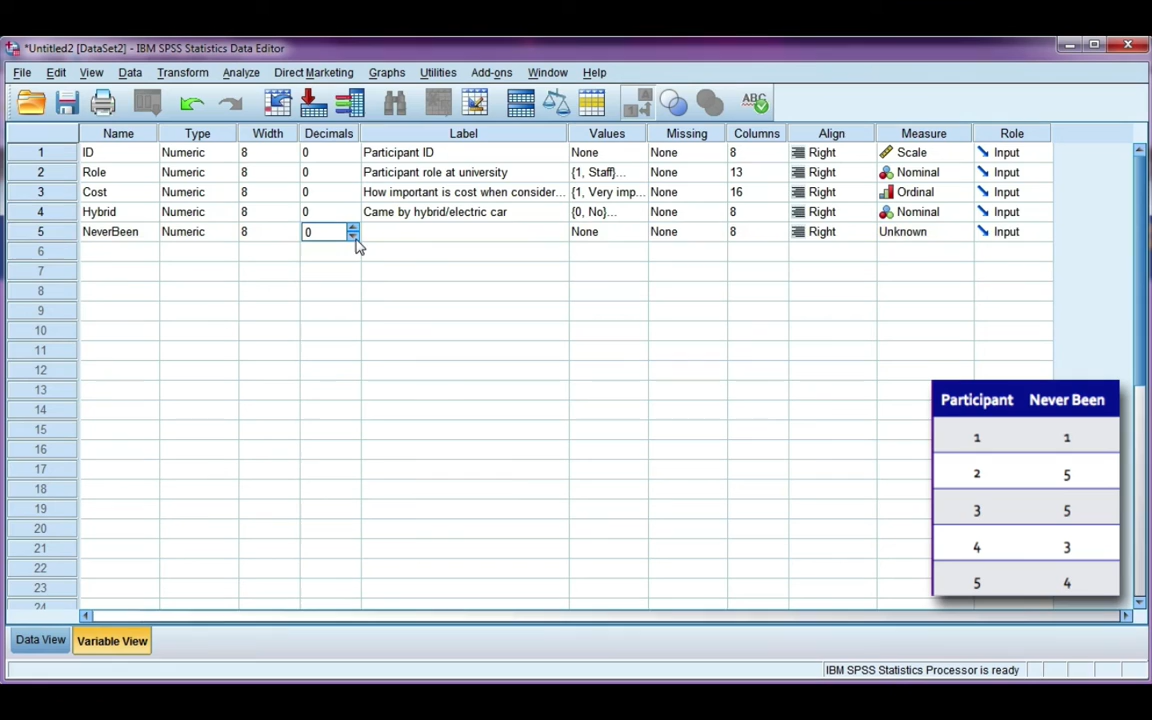 *Untitled2 [DataSet2] - IBM SPSS Statistics Data Editor
File Edit View Data Transform Analyze Direct Marketing Graphs Utilities Add-ons Window Help
A
1 4
A
ABC
Name Type Width Decimals Label Values Missing Columns Align Measure Role
1 ID Numeric 8 0 Participant ID None None 8 Right Scale Input
2 Role Numeric 8 0 Participant role at university {1, Staff}... None 13 Right Nominal Input
3 Cost Numeric 8 0 How important is cost when consider... {1, Very imp... None 16 Right Ordinal Input
4 Hybrid Numeric 8 0 Came by hybrid/electric car {0, No}... None 8 Right Nominal Input
5 NeverBeen Numeric 8 0 None None 8 Right Unknown Input
6
7
8
9
10
11
12
13
14
15
16
17
18
19
20
21
22
23
24
Participant Never Been
1 1
2 5
3 5
4 3
5 4
Data View Variable View
IBM SPSS Statistics Processor is ready